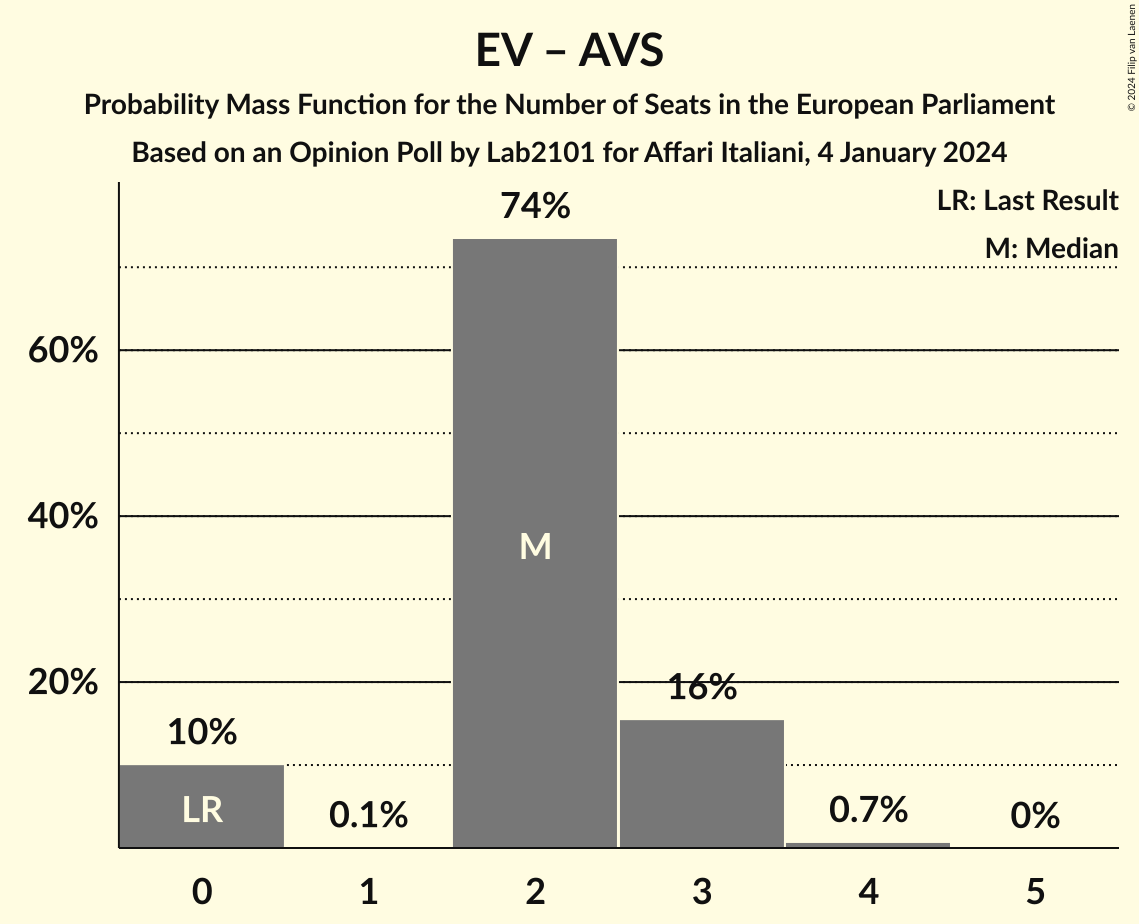 EV – AVS
Probability Mass Function for the Number of Seats in the European Parliament
Based on an Opinion Poll by Lab2101 for Affari Italiani, 4 January 2024
© 2024 Filip van Laenen
LR: Last Result
M: Median
74%
60%
40%
20%
M
16%
10%
LR
0.1%
0.7%
0%
0 1 2 3 4 5